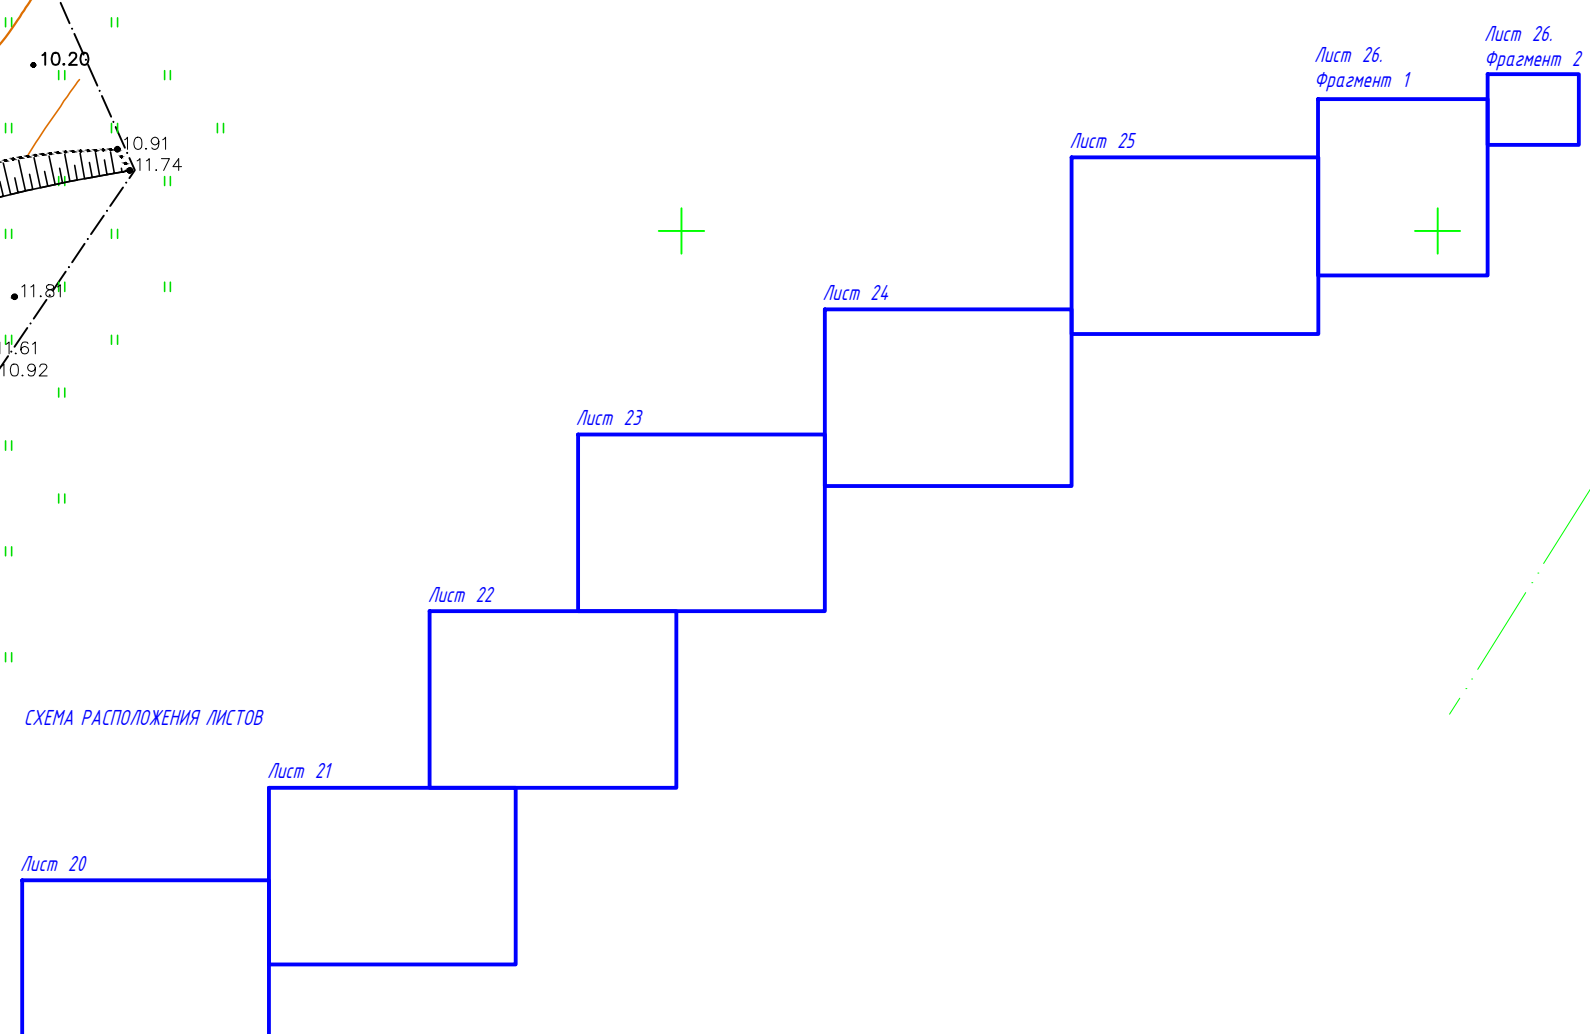 Лист 26.
Фрагмент 2
Лист 26.
Фрагмент 1
10.20
10.91
11.74
Лист 25
11.81
Лист 24
11.61
10.92
Лист 23
Лист 22
СХЕМА РАСПОЛОЖЕНИЯ ЛИСТОВ
Лист 21
Лист 20